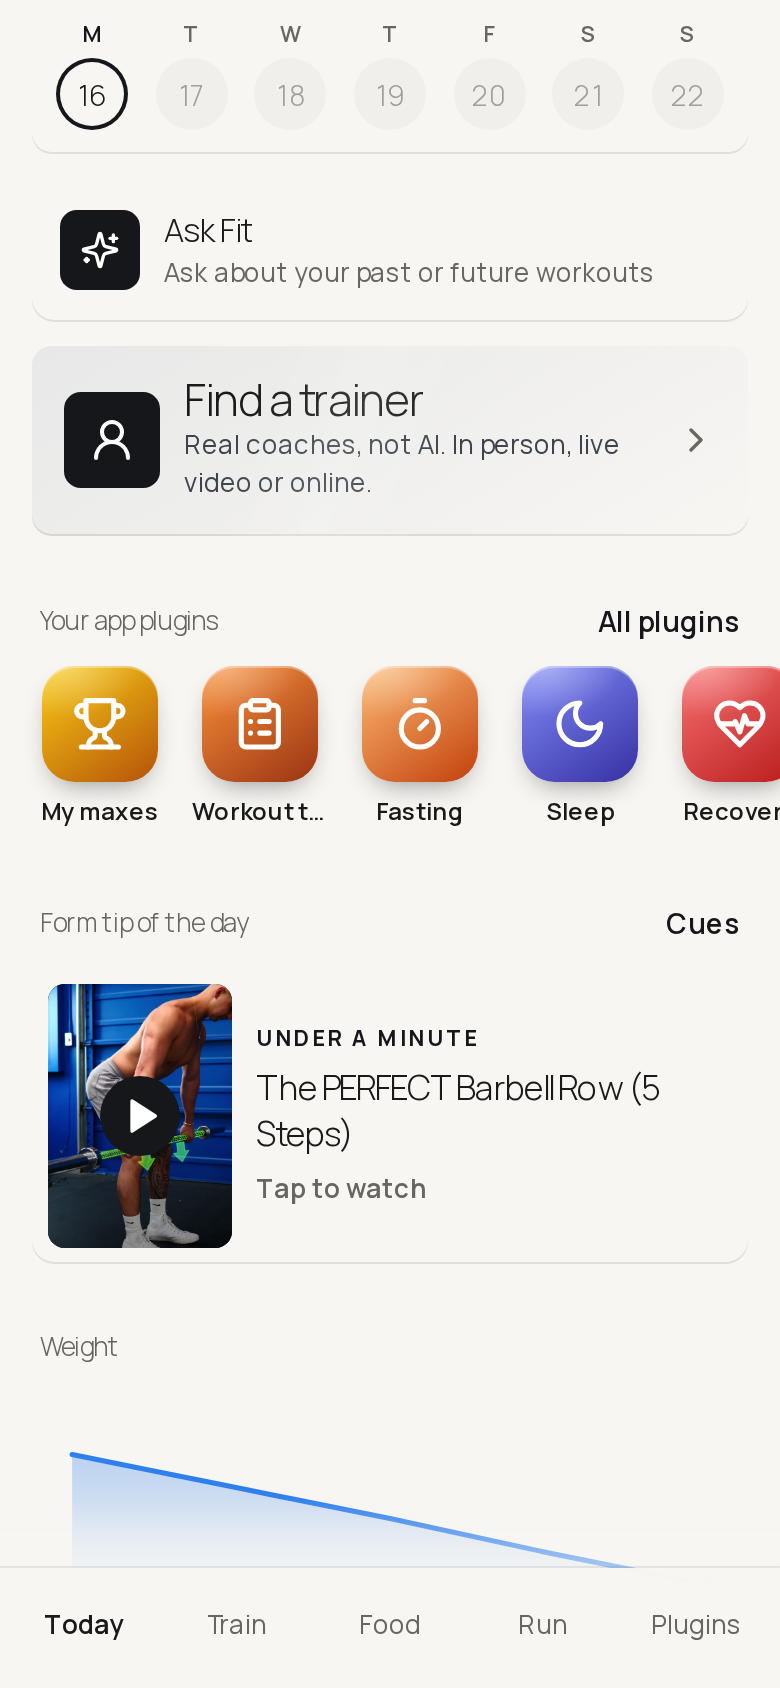 M T W T F S S
16 17 18 19 20 21 22
Ask Fit
Ask about your past or future workouts
Find a trainer
Real coaches, not AI. In person, live
video or online.
Your app plugins
All plugins
My maxes
Workout t...
Fasting
Sleep
Recover
Form tip of the day
Cues
UNDER A MINUTE
The PERFECT Barbell Row (5
Steps)
Tap to watch
Weight
Today
Train
Food
Run
Plugins